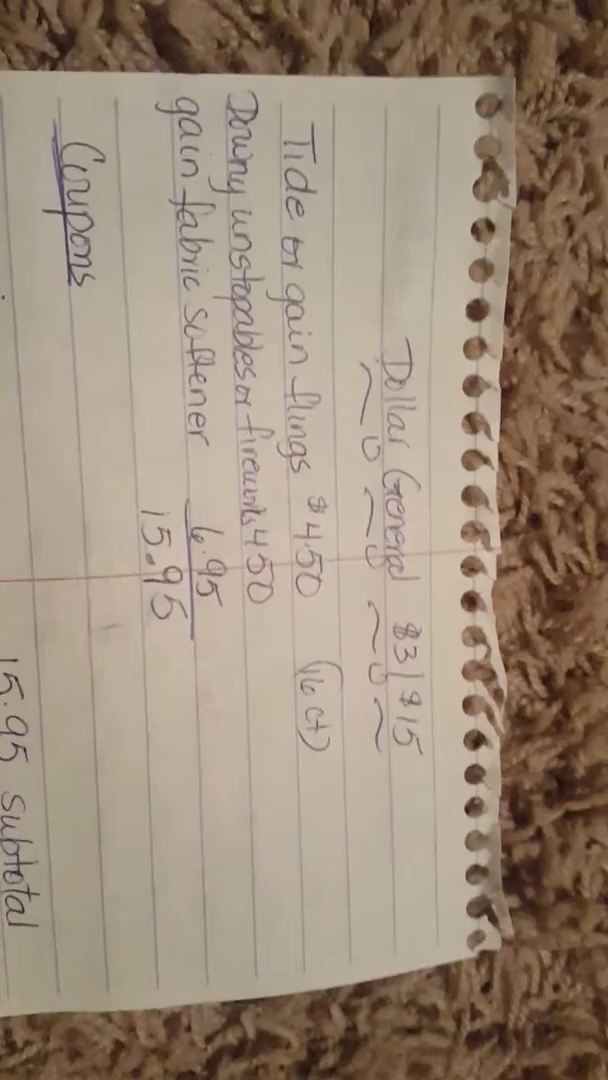 Dollar General $3/$15
Tide or gain flings $4.50 (16 ct)
Downy unstopables or fireworks 4.50
gain fabric softener 6.95
15.95
Coupons
15.95 subtotal